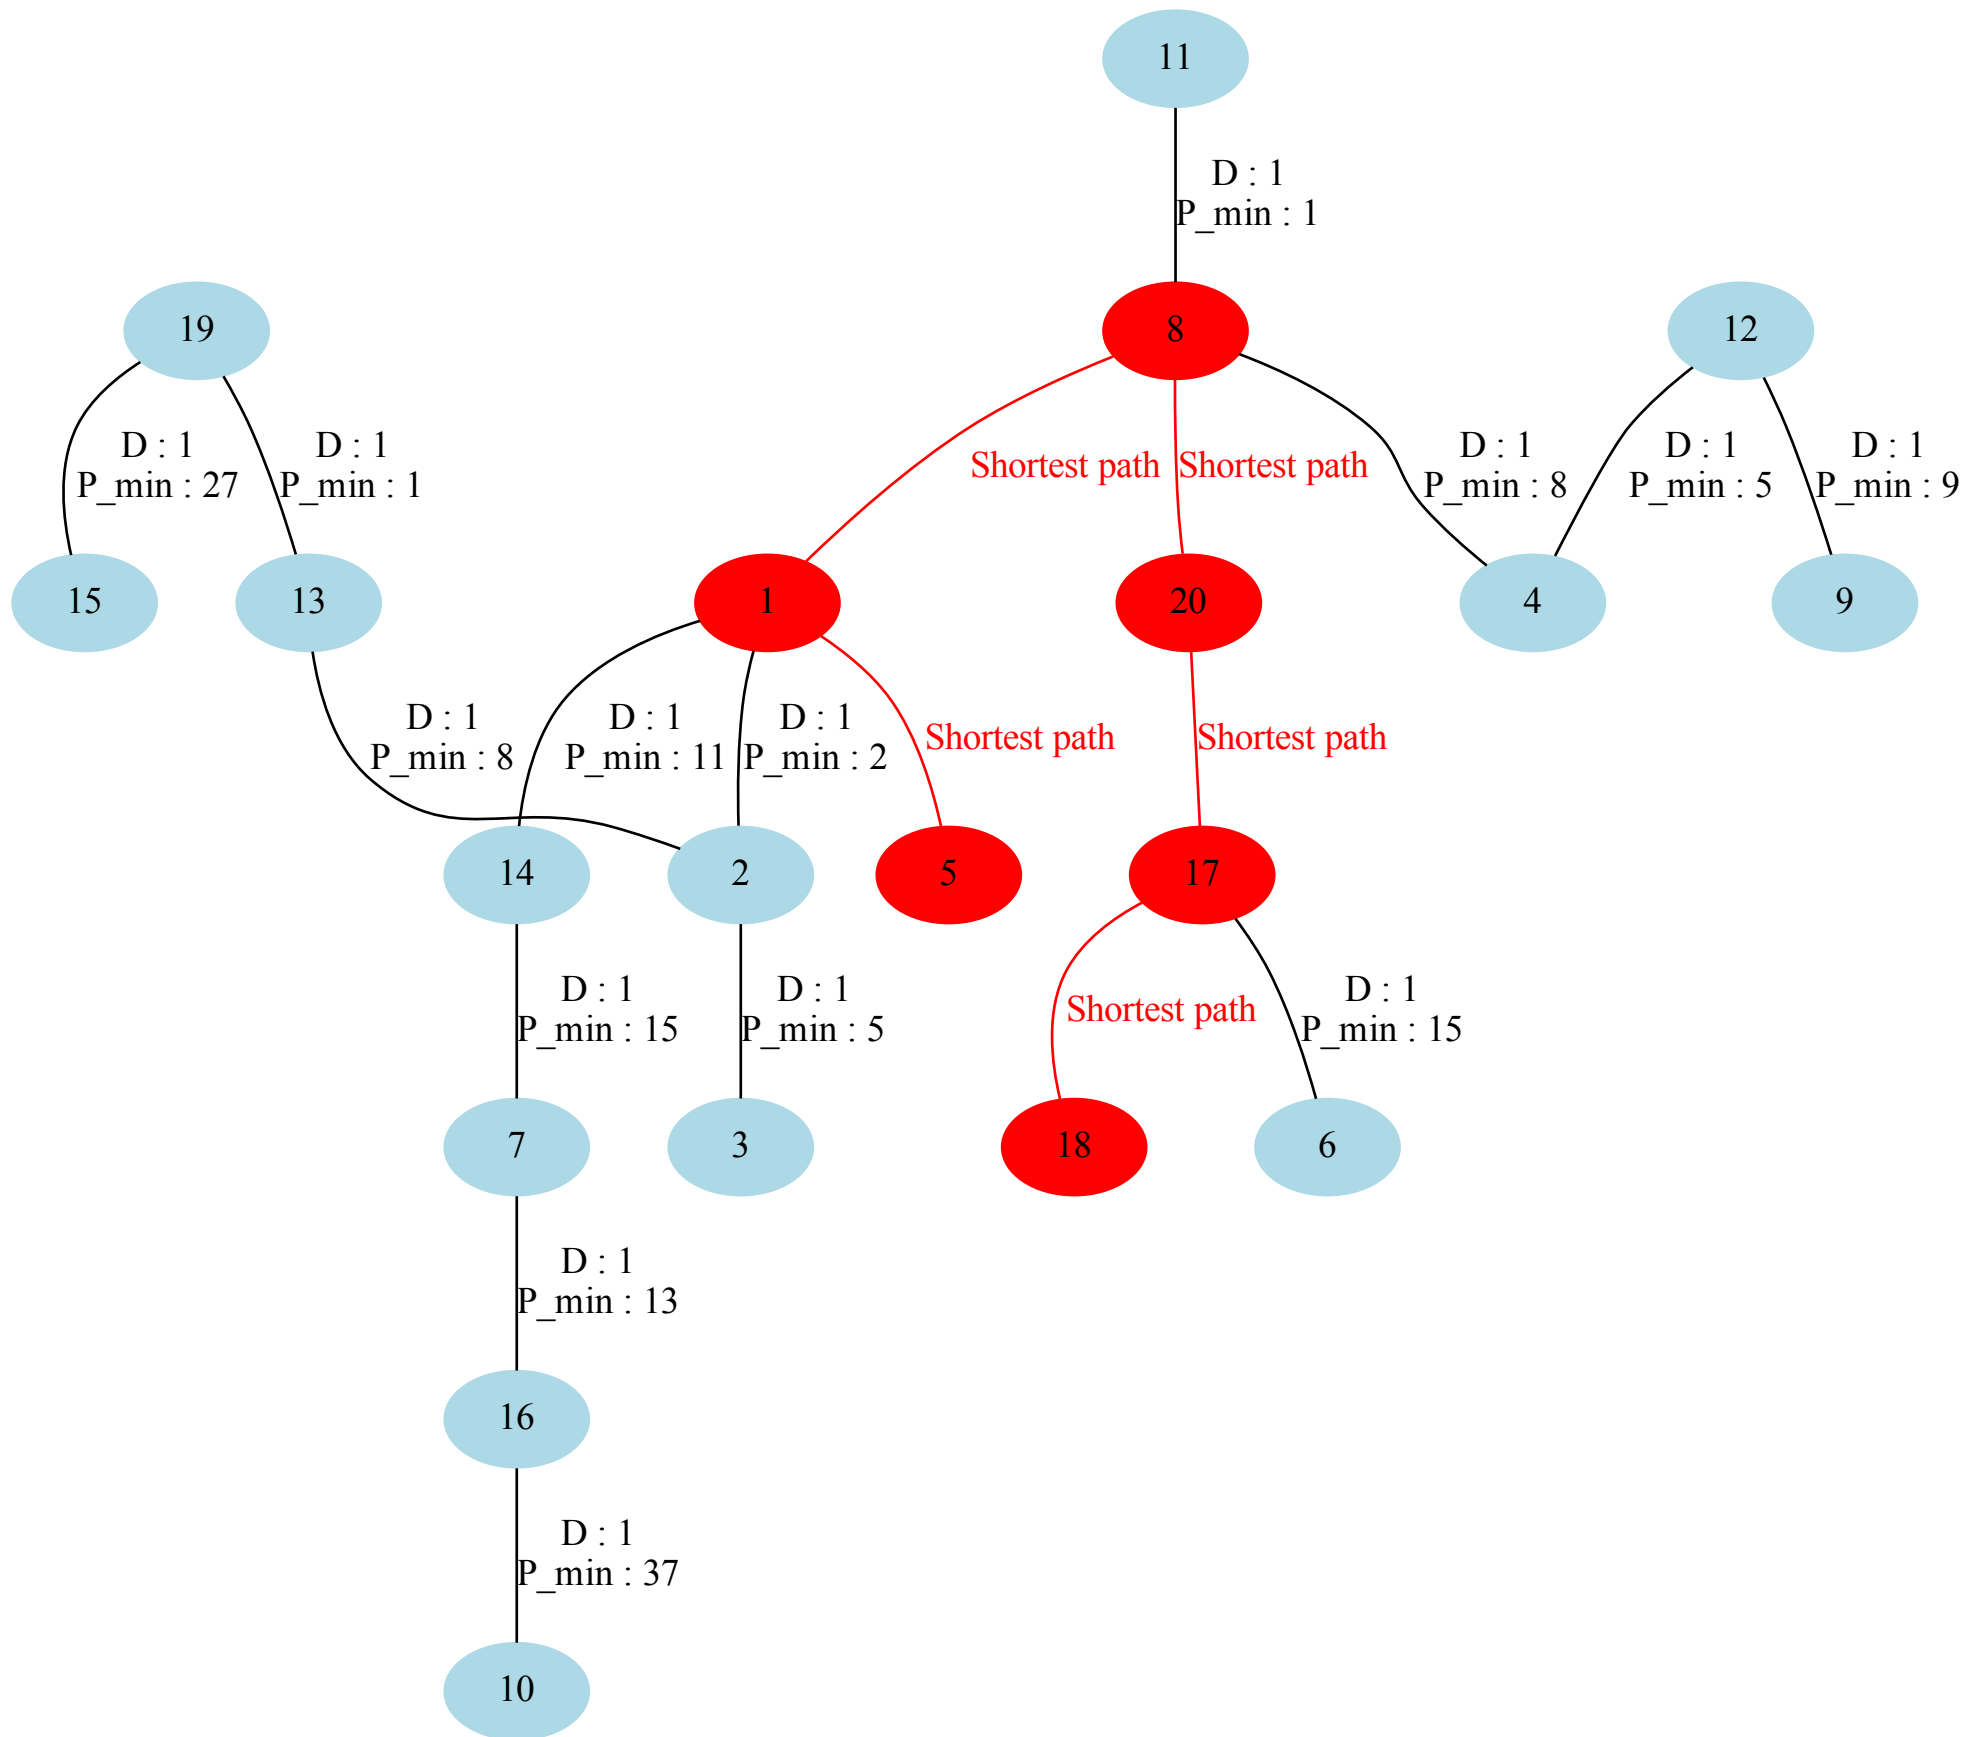 11
D : 1
P_min : 1
19
8
12
D : 1
P_min : 27
D : 1
P_min : 1
Shortest path
Shortest path
D : 1
P_min : 8
D : 1
P_min : 5
D : 1
P_min : 9
15
13
1
20
4
9
D : 1
P_min : 8
D : 1
P_min : 11
D : 1
P_min : 2
Shortest path
Shortest path
14
2
5
17
D : 1
P_min : 15
D : 1
P_min : 5
Shortest path
D : 1
P_min : 15
7
3
18
6
D : 1
P_min : 13
16
D : 1
P_min : 37
10